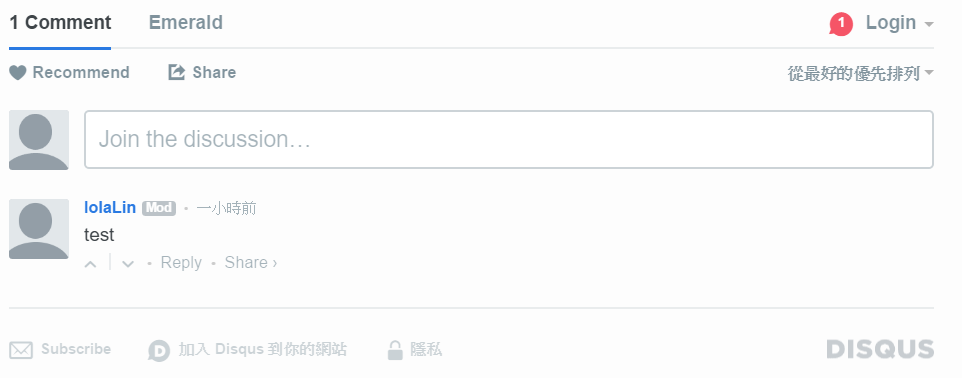 1 Comment Emerald 1 Login
Recommend Share 從最好的優先排列
Join the discussion…
lolaLin Mod • 一小時前
test
• Reply • Share ›
Subscribe D 加入 Disqus 到你的網站 隱私 DISQUS